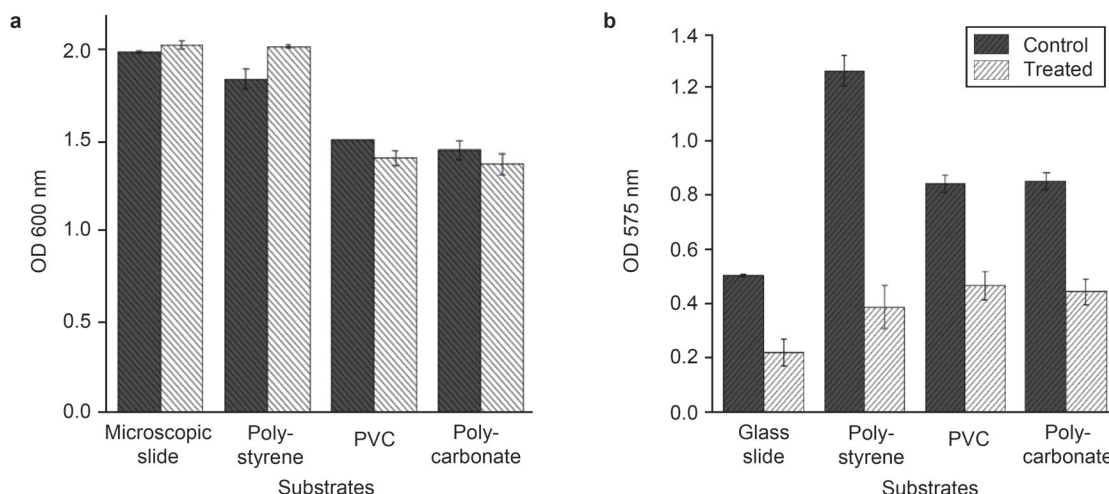 a
OD 600 nm
2.0
1.5
1.0
0.5
0.0
Microscopic
slide
Poly-
styrene
PVC
Poly-
carbonate
Substrates
b
Control
Treated
OD 575 nm
1.4
1.2
1.0
0.8
0.6
0.4
0.2
0.0
Glass
slide
Poly-
styrene
PVC
Poly-
carbonate
Substrates